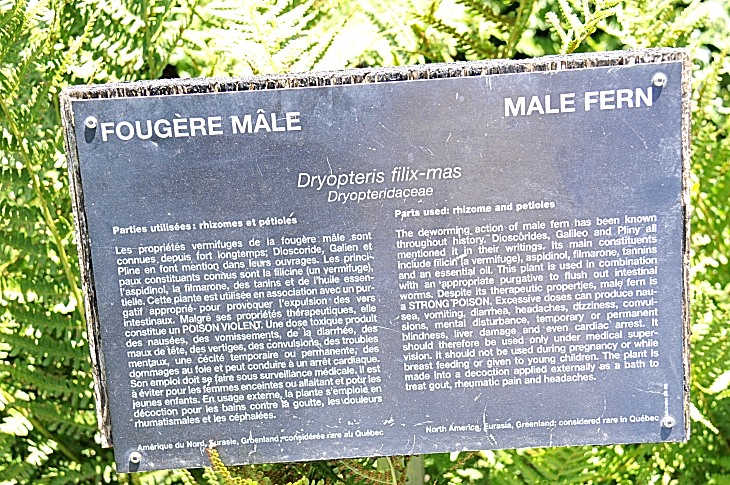 FOUGÈRE MÂLE
MALE FERN
Dryopteris filix-mas
Dryopteridaceae
Parties utilisées : rhizomes et pétioles
Les propriétés vermifuges de la fougère mâle sont
connues depuis fort longtemps; Dioscoride, Galien et
Pline en font mention dans leurs ouvrages. Les princi-
paux constituants connus sont la filicine (un vermifuge),
l'aspidinol, la filmarone, des tanins et de l'huile essen-
tielle. Cette plante est utilisée en association avec un pur-
gatif approprié pour provoquer l'expulsion des vers
intestinaux. Malgré ses propriétés thérapeutiques, elle
constitue un POISON VIOLENT. Une dose toxique produit
des nausées, des vomissements, de la diarrhée, des
maux de tête, des vertiges, des convulsions, des troubles
mentaux, une cécité temporaire ou permanente, des
dommages au foie et peut conduire à un arrêt cardiaque.
Son emploi doit se faire sous surveillance médicale. Il est
à éviter pour les femmes enceintes ou allaitant et pour les
jeunes enfants. En usage externe, la plante s'emploie en
décoction pour les bains contre la goutte, les douleurs
rhumatismales et les céphalées.
Amérique du Nord, Eurasie, Groenland; considérée rare au Québec
Parts used: rhizome and petioles
The deworming action of male fern has been known
throughout history. Dioscòrides, Galileo and Pliny all
mentioned it in their writings. Its main constituents
include filicin (a vermifuge), aspidinol, filmarone, tannins
and an essential oil. This plant is used in combination
with an appropriate purgative to flush out intestinal
worms. Despite its therapeutic properties, male fern is
a STRONG POISON. Excessive doses can produce nau-
sea, vomiting, diarrhea, headaches, dizziness, convul-
sions, mental disturbance, temporary or permanent
blindness, liver damage and even cardiac arrest. It
should therefore be used only under medical super-
vision. It should not be used during pregnancy or while
breast feeding or given to young children. The plant is
made into a decoction applied externally as a bath to
treat gout, rheumatic pain and headaches.
North America, Eurasia, Greenland; considered rare in Québec